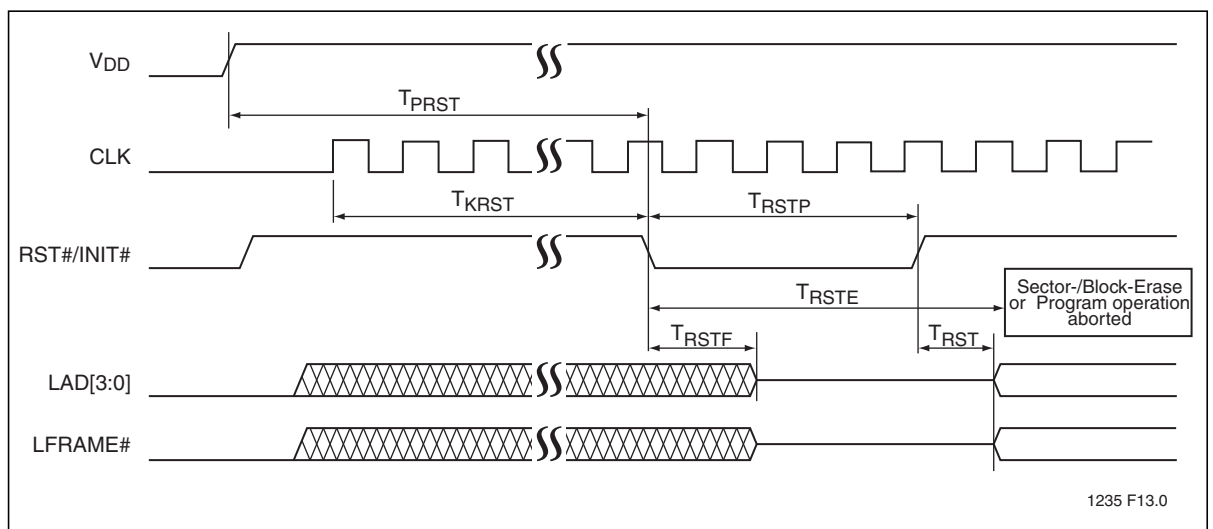 VDD
TPRST
CLK
TKRST
TRSTP
RST#/INIT#
TRSTE
Sector-/Block-Erase
or Program operation
aborted
TRSTF
TRST
LAD[3:0]
LFRAME#
1235 F13.0